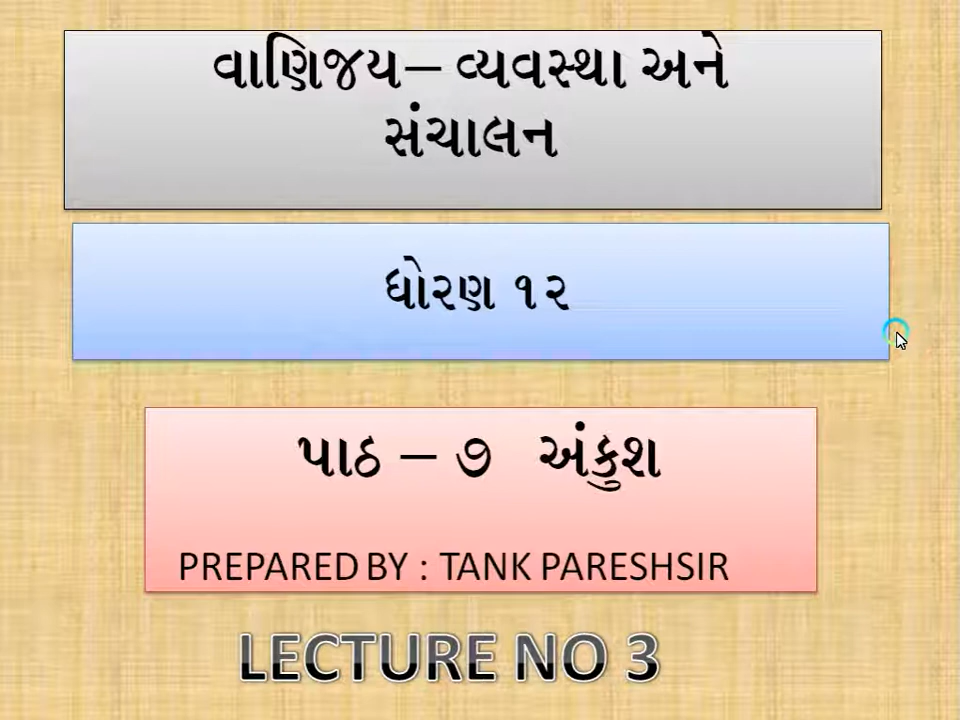 વાણિજય– વ્યવસ્થા અને
સંચાલન
ધોરણ ૧૨
પાઠ – ૭ અંકુશ
PREPARED BY : TANK PARESHSIR
LECTURE NO 3